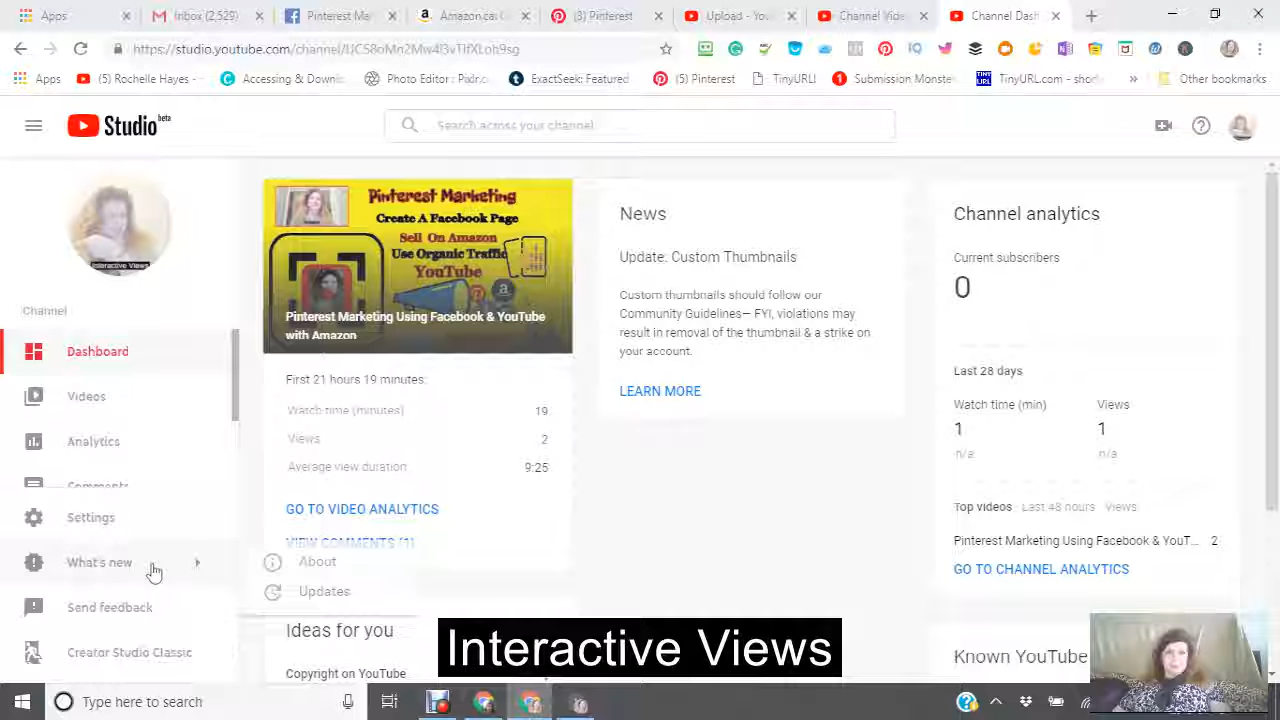 Apps
Inbox (2,529)
Pinterest Ma
Amazon.ca:
(3) Pinterest
Upload - You
Channel Vide
Channel Dash
https://studio.youtube.com/channel/
Apps
(5) Rochelle Hayes -
Accessing & Downl
Photo Editor: Pixlr.c
ExactSeek: Featured
(5) Pinterest
TinyURL!
Submission Monste
TinyURL.com - sho
Other bookmarks
Studio beta
Search across your channel
Interactive Views
Channel
Dashboard
Videos
Analytics
Comments
Settings
What's new
Send feedback
Creator Studio Classic
About
Updates
Pinterest Marketing
Create A Facebook Page
Sell On Amazon
Use Organic Traffic
YouTube
Pinterest Marketing Using Facebook & YouTube
with Amazon
First 21 hours 19 minutes:
Watch time (minutes) 19
Views 2
Average view duration 9:25
GO TO VIDEO ANALYTICS
VIEW COMMENTS (1)
Ideas for you
Copyright on YouTube
News
Update: Custom Thumbnails
Custom thumbnails should follow our
Community Guidelines— FYI, violations may
result in removal of the thumbnail & a strike on
your account.
LEARN MORE
Channel analytics
Current subscribers
0
Last 28 days
Watch time (min) Views
1 1
n/a n/a
Top videos · Last 48 hours · Views
Pinterest Marketing Using Facebook & YouT... 2
GO TO CHANNEL ANALYTICS
Known YouTube
Interactive Views
Type here to search